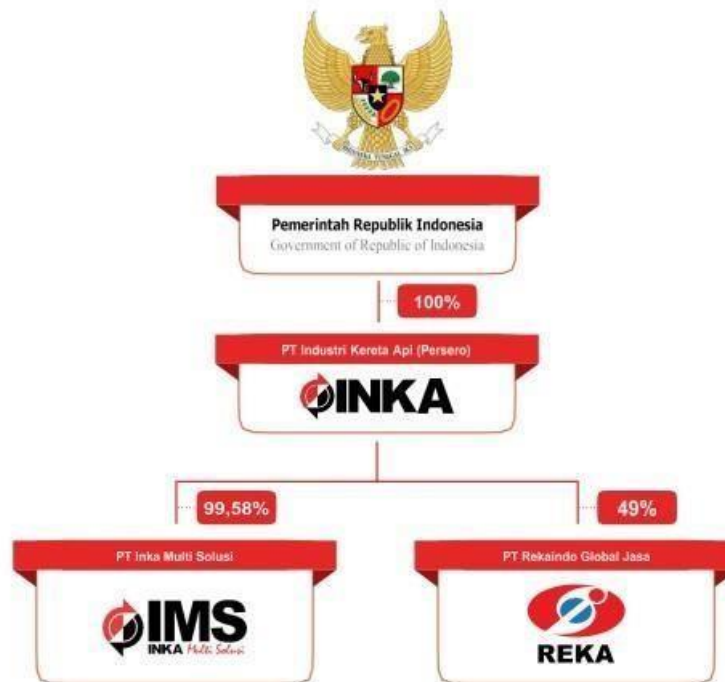 Pemerintah Republik Indonesia
Government of Republic of Indonesia
100%
PT Industri Kereta Api (Persero)
INKA
99,58%
49%
PT Inka Multi Solusi
PT Rekaindo Global Jasa
IMS
INKA Multi Solusi
REKA